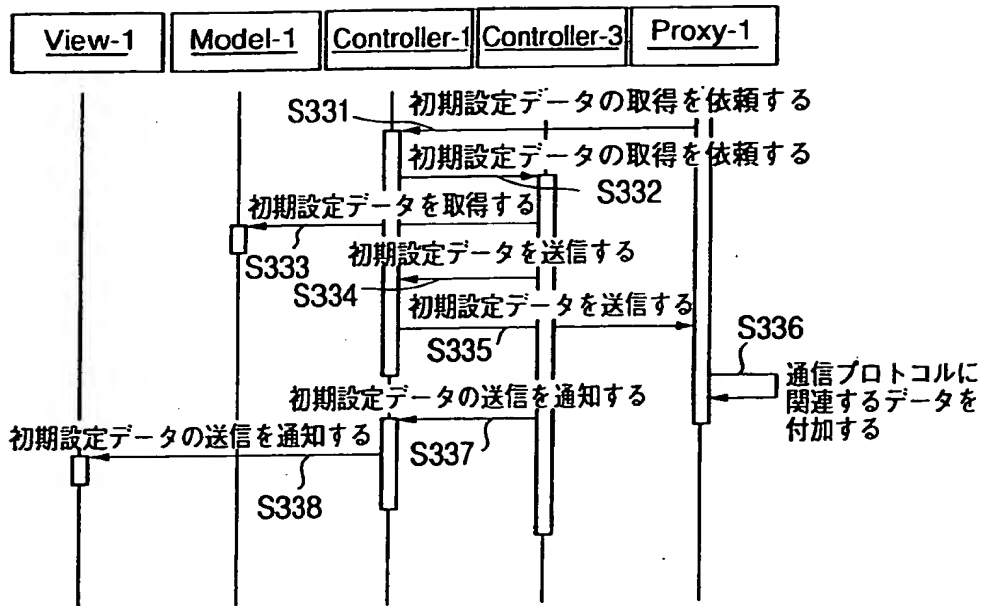 View-1 Model-1 Controller-1 Controller-3 Proxy-1
初期設定データの取得を依頼する
S331
初期設定データの取得を依頼する
S332
初期設定データを取得する
S333
初期設定データを送信する
S334
初期設定データを送信する
S335
S336
通信プロトコルに
関連するデータを
付加する
初期設定データの送信を通知する
S337
初期設定データの送信を通知する
S338